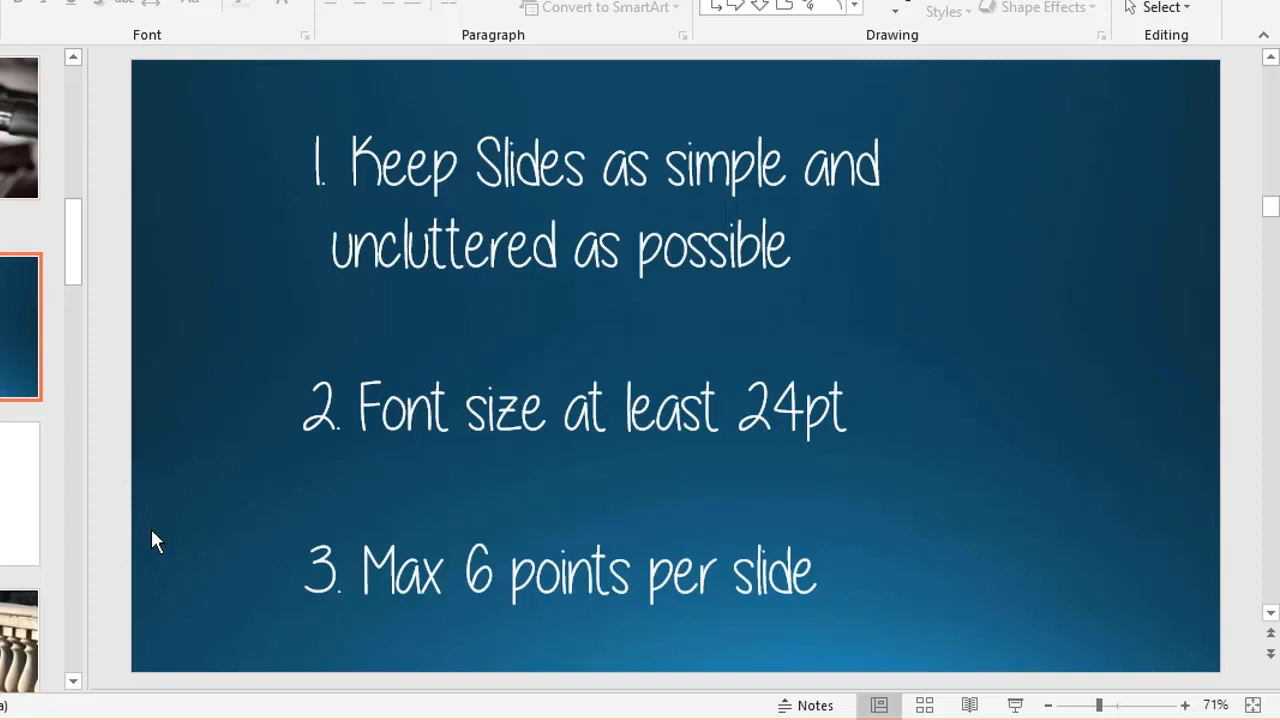 Convert to SmartArt
Select
Styles
Shape Effects
Font
Paragraph
Drawing
Editing
1. Keep Slides as simple and
uncluttered as possible
2. Font size at least 24pt
3. Max 6 points per slide
Notes
71%